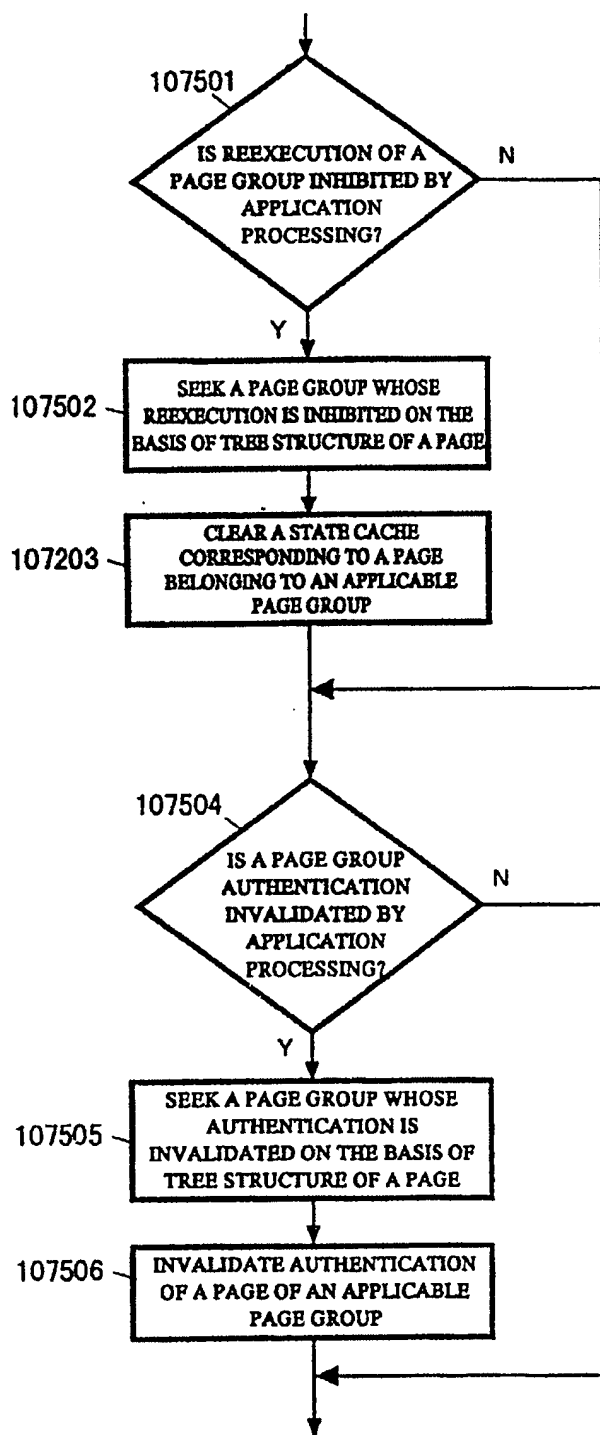 107501
IS REEXECUTION OF A
PAGE GROUP INHIBITED BY
APPLICATION
PROCESSING?
N
Y
107502
SEEK A PAGE GROUP WHOSE
REEXECUTION IS INHIBITED ON THE
BASIS OF TREE STRUCTURE OF A PAGE
107203
CLEAR A STATE CACHE
CORRESPONDING TO A PAGE
BELONGING TO AN APPLICABLE
PAGE GROUP
107504
IS A PAGE GROUP
AUTHENTICATION
INVALIDATED BY
APPLICATION
PROCESSING?
N
Y
107505
SEEK A PAGE GROUP WHOSE
AUTHENTICATION IS
INVALIDATED ON THE BASIS OF
TREE STRUCTURE OF A PAGE
107506
INVALIDATE AUTHENTICATION
OF A PAGE OF AN APPLICABLE
PAGE GROUP